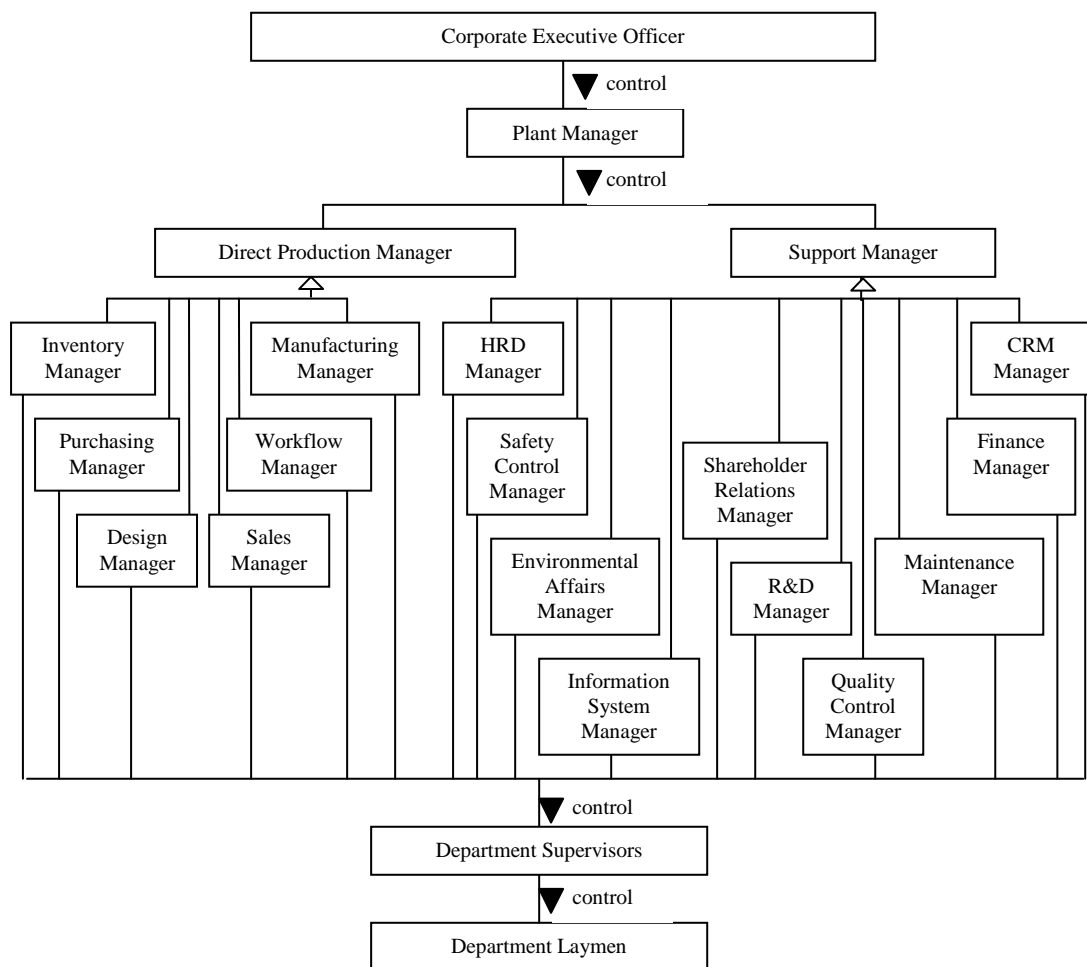 Corporate Executive Officer
control
Plant Manager
control
Direct Production Manager
Support Manager
Inventory
Manager
Manufacturing
Manager
HRD
Manager
CRM
Manager
Purchasing
Manager
Workflow
Manager
Safety
Control
Manager
Shareholder
Relations
Manager
Finance
Manager
Design
Manager
Sales
Manager
Environmental
Affairs
Manager
R&D
Manager
Maintenance
Manager
Information
System
Manager
Quality
Control
Manager
control
Department Supervisors
control
Department Laymen